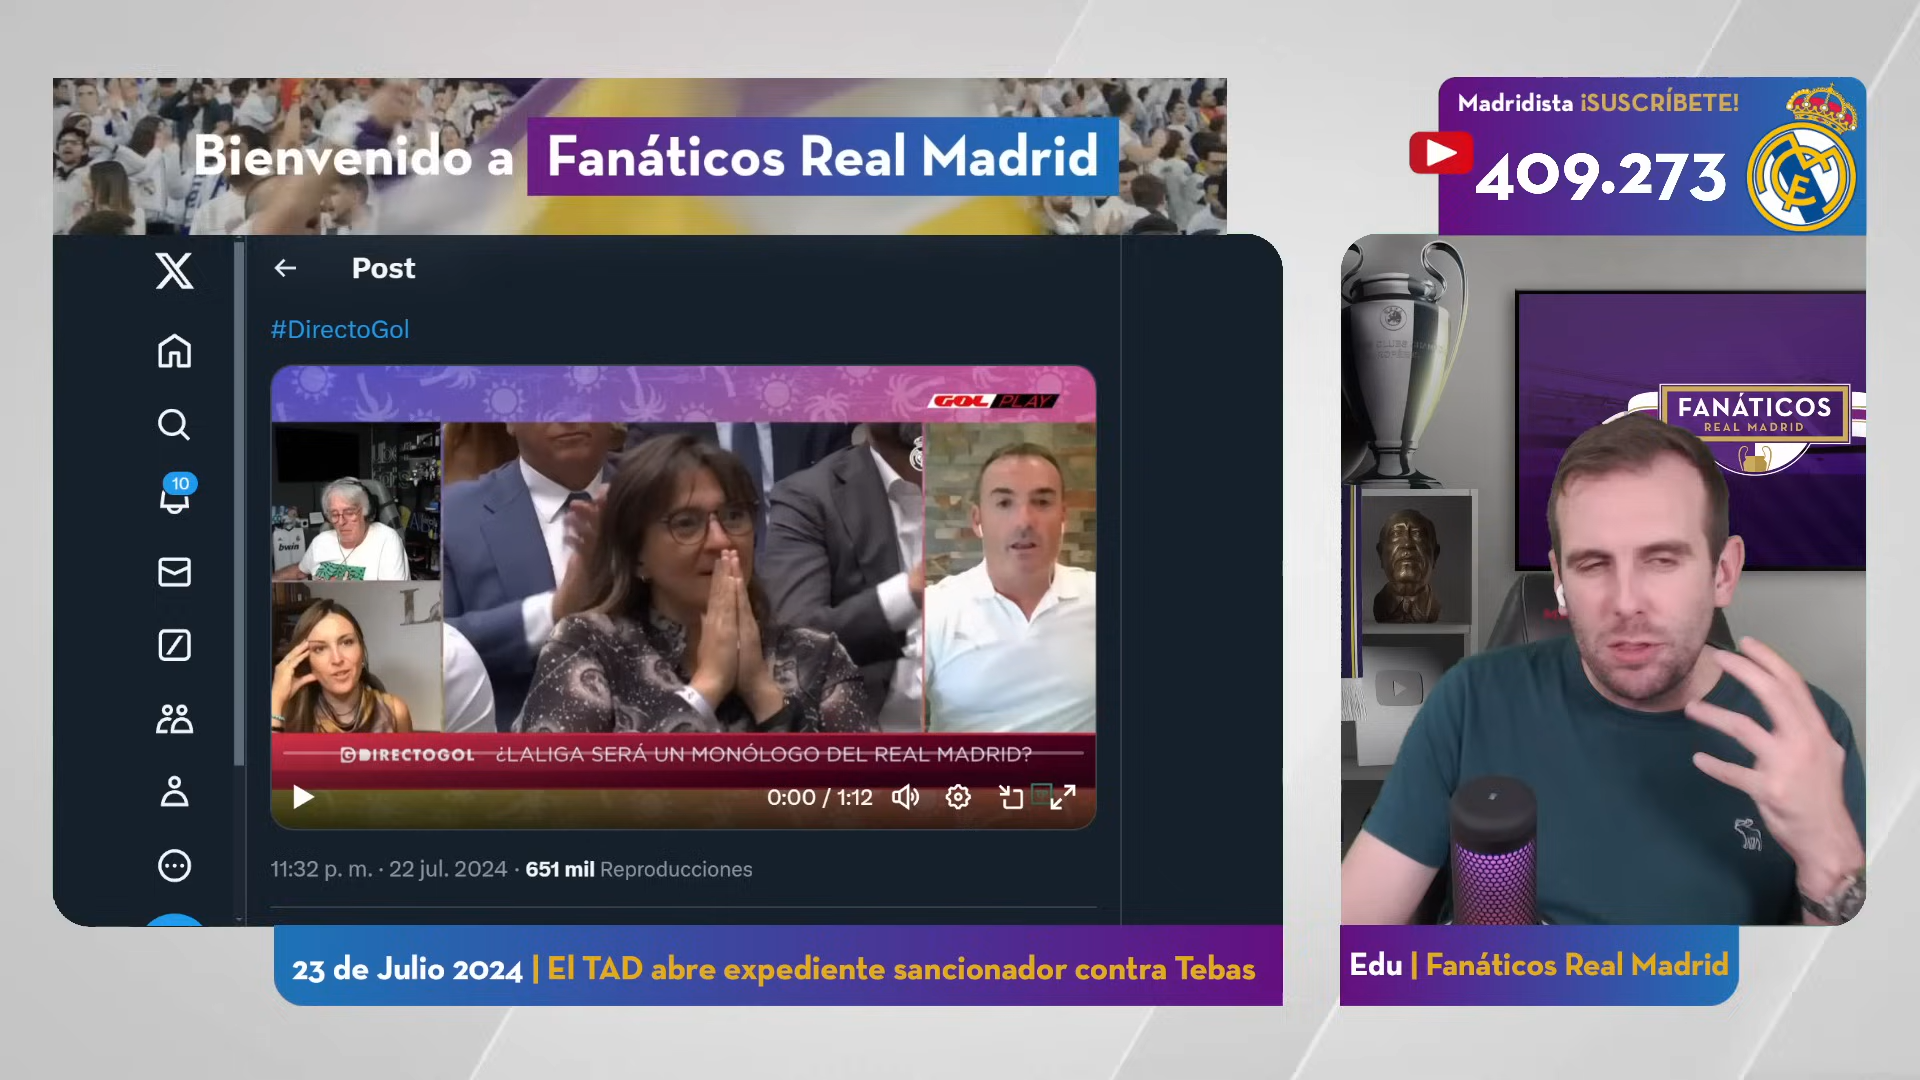 Bienvenido a Fanáticos Real Madrid
Madridista ¡SUSCRÍBETE!
409.273
Post
#DirectoGol
10
GOL PLAY
bwin
DIRECTOGOL ¿LALIGA SERÁ UN MONÓLOGO DEL REAL MADRID?
0:00 / 1:12
11:32 p. m. · 22 jul. 2024 · 651 mil Reproducciones
FANÁTICOS
REAL MADRID
23 de Julio 2024 | El TAD abre expediente sancionador contra Tebas
Edu | Fanáticos Real Madrid